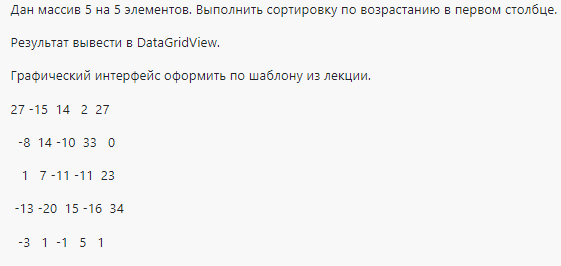 Дан массив 5 на 5 элементов. Выполнить сортировку по возрастанию в первом столбце.
Результат вывести в DataGridView.
Графический интерфейс оформить по шаблону из лекции.
27 -15 14 2 27
-8 14 -10 33 0
1 7 -11 -11 23
-13 -20 15 -16 34
-3 1 -1 5 1